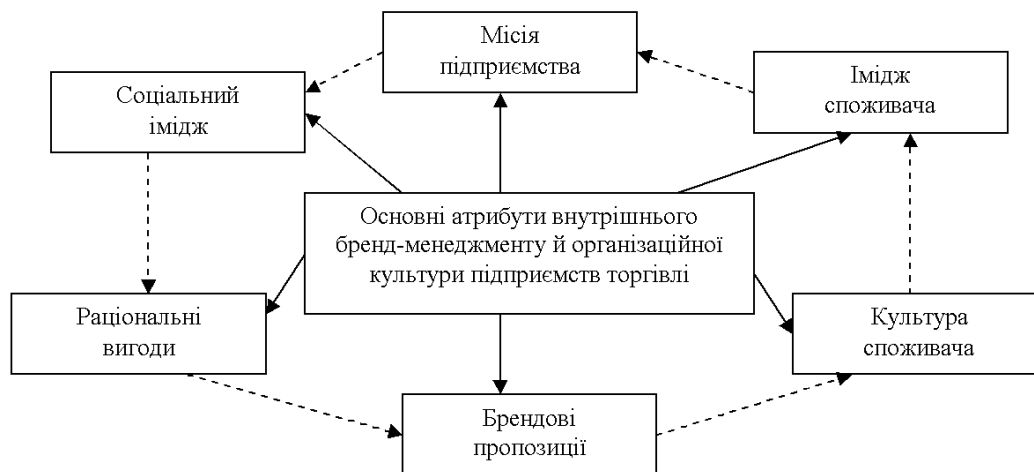 Місія
підприємства
Соціальний
імідж
Імідж
споживача
Основні атрибути внутрішнього
бренд-менеджменту й організаційної
культури підприємств торгівлі
Раціональні
вигоди
Культура
споживача
Брендові
пропозиції